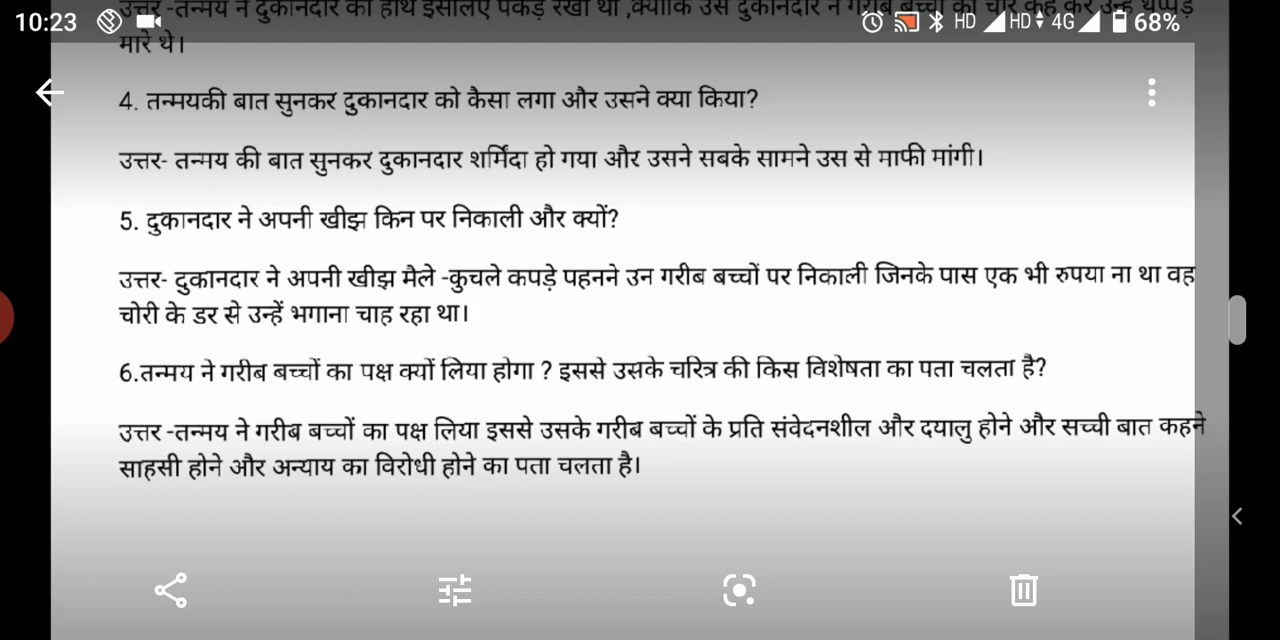 10:23 HD HD 4G 68%
उत्तर -तन्मय ने दुकानदार का हाथ इसलिए पकड़ रखा था ,क्योंकि उस दुकानदार ने गरीब बच्चों को चोर कह कर उन्हें थप्पड़
मारे थे।
4. तन्मयकी बात सुनकर दुकानदार को कैसा लगा और उसने क्या किया?
उत्तर- तन्मय की बात सुनकर दुकानदार शर्मिंदा हो गया और उसने सबके सामने उस से माफी मांगी।
5. दुकानदार ने अपनी खीझ किन पर निकाली और क्यों?
उत्तर- दुकानदार ने अपनी खीझ मैले -कुचले कपड़े पहनने उन गरीब बच्चों पर निकाली जिनके पास एक भी रुपया ना था वह
चोरी के डर से उन्हें भगाना चाह रहा था।
6.तन्मय ने गरीब बच्चों का पक्ष क्यों लिया होगा ? इससे उसके चरित्र की किस विशेषता का पता चलता है?
उत्तर -तन्मय ने गरीब बच्चों का पक्ष लिया इससे उसके गरीब बच्चों के प्रति संवेदनशील और दयालु होने और सच्ची बात कहने
साहसी होने और अन्याय का विरोधी होने का पता चलता है।